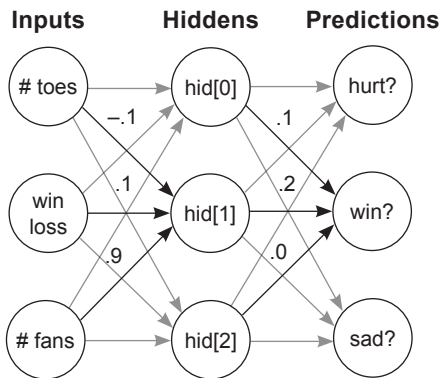 Inputs Hiddens Predictions
# toes
hid[0]
hurt?
–.1
.1
.1
.2
win
loss
hid[1]
win?
.9
.0
# fans
hid[2]
sad?